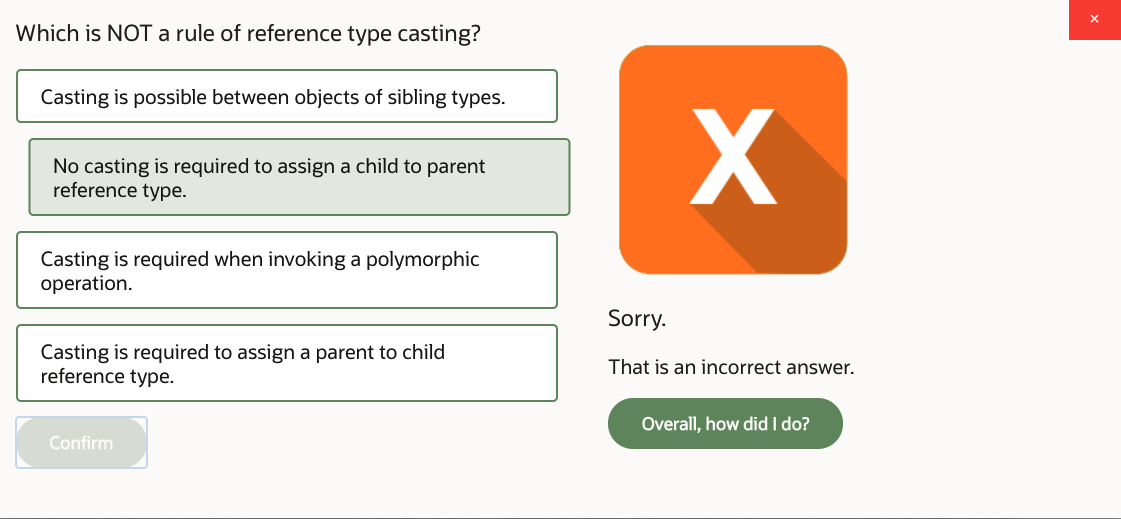 Which is NOT a rule of reference type casting?
×
Casting is possible between objects of sibling types.
No casting is required to assign a child to parent
reference type.
Casting is required when invoking a polymorphic
operation.
Casting is required to assign a parent to child
reference type.
Confirm
X
Sorry.
That is an incorrect answer.
Overall, how did I do?